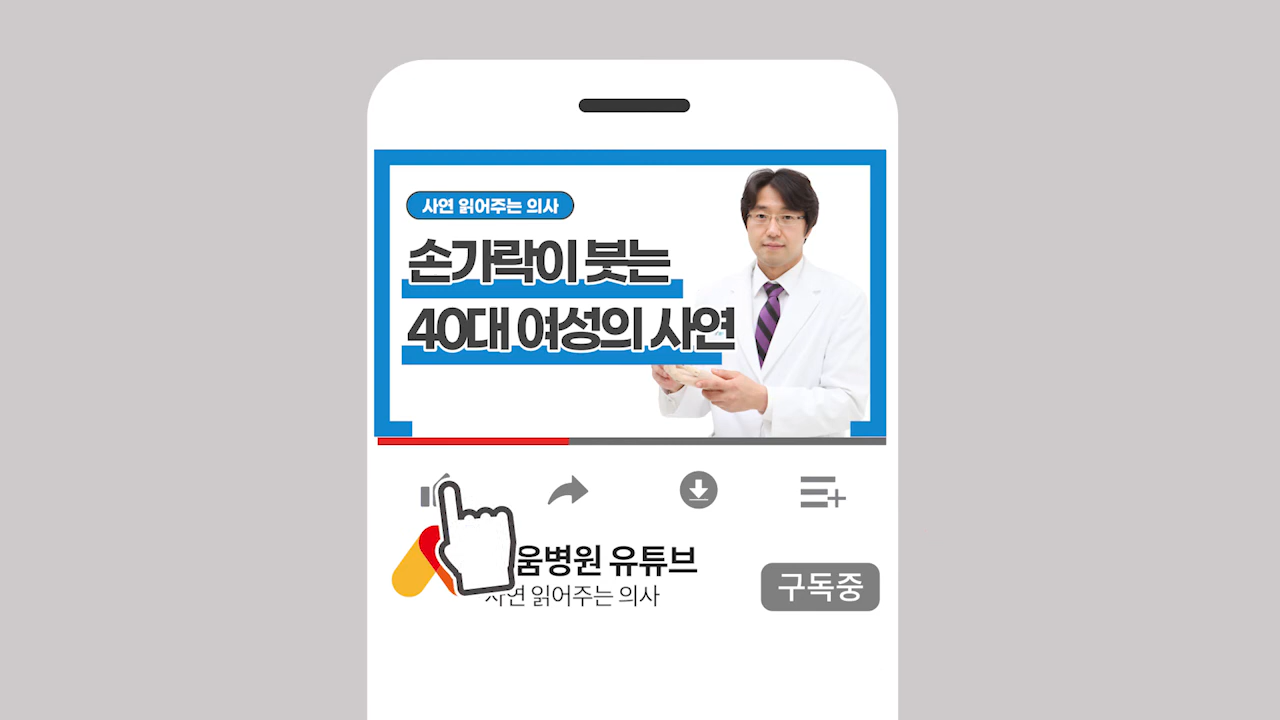 사연 읽어주는 의사
손가락이 붓는
40대 여성의 사연
움병원 유튜브
사연 읽어주는 의사
구독중